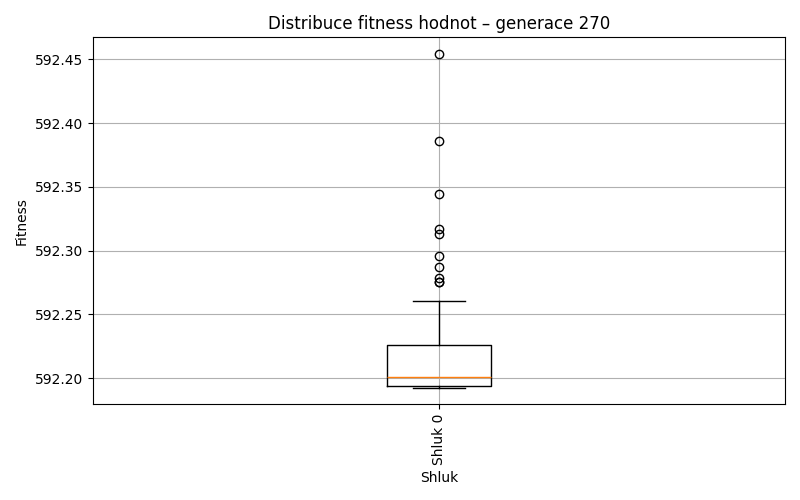 Distribuce fitness hodnot – generace 270
592.45
592.40
592.35
592.30
592.25
592.20
Fitness
Shluk 0
Shluk